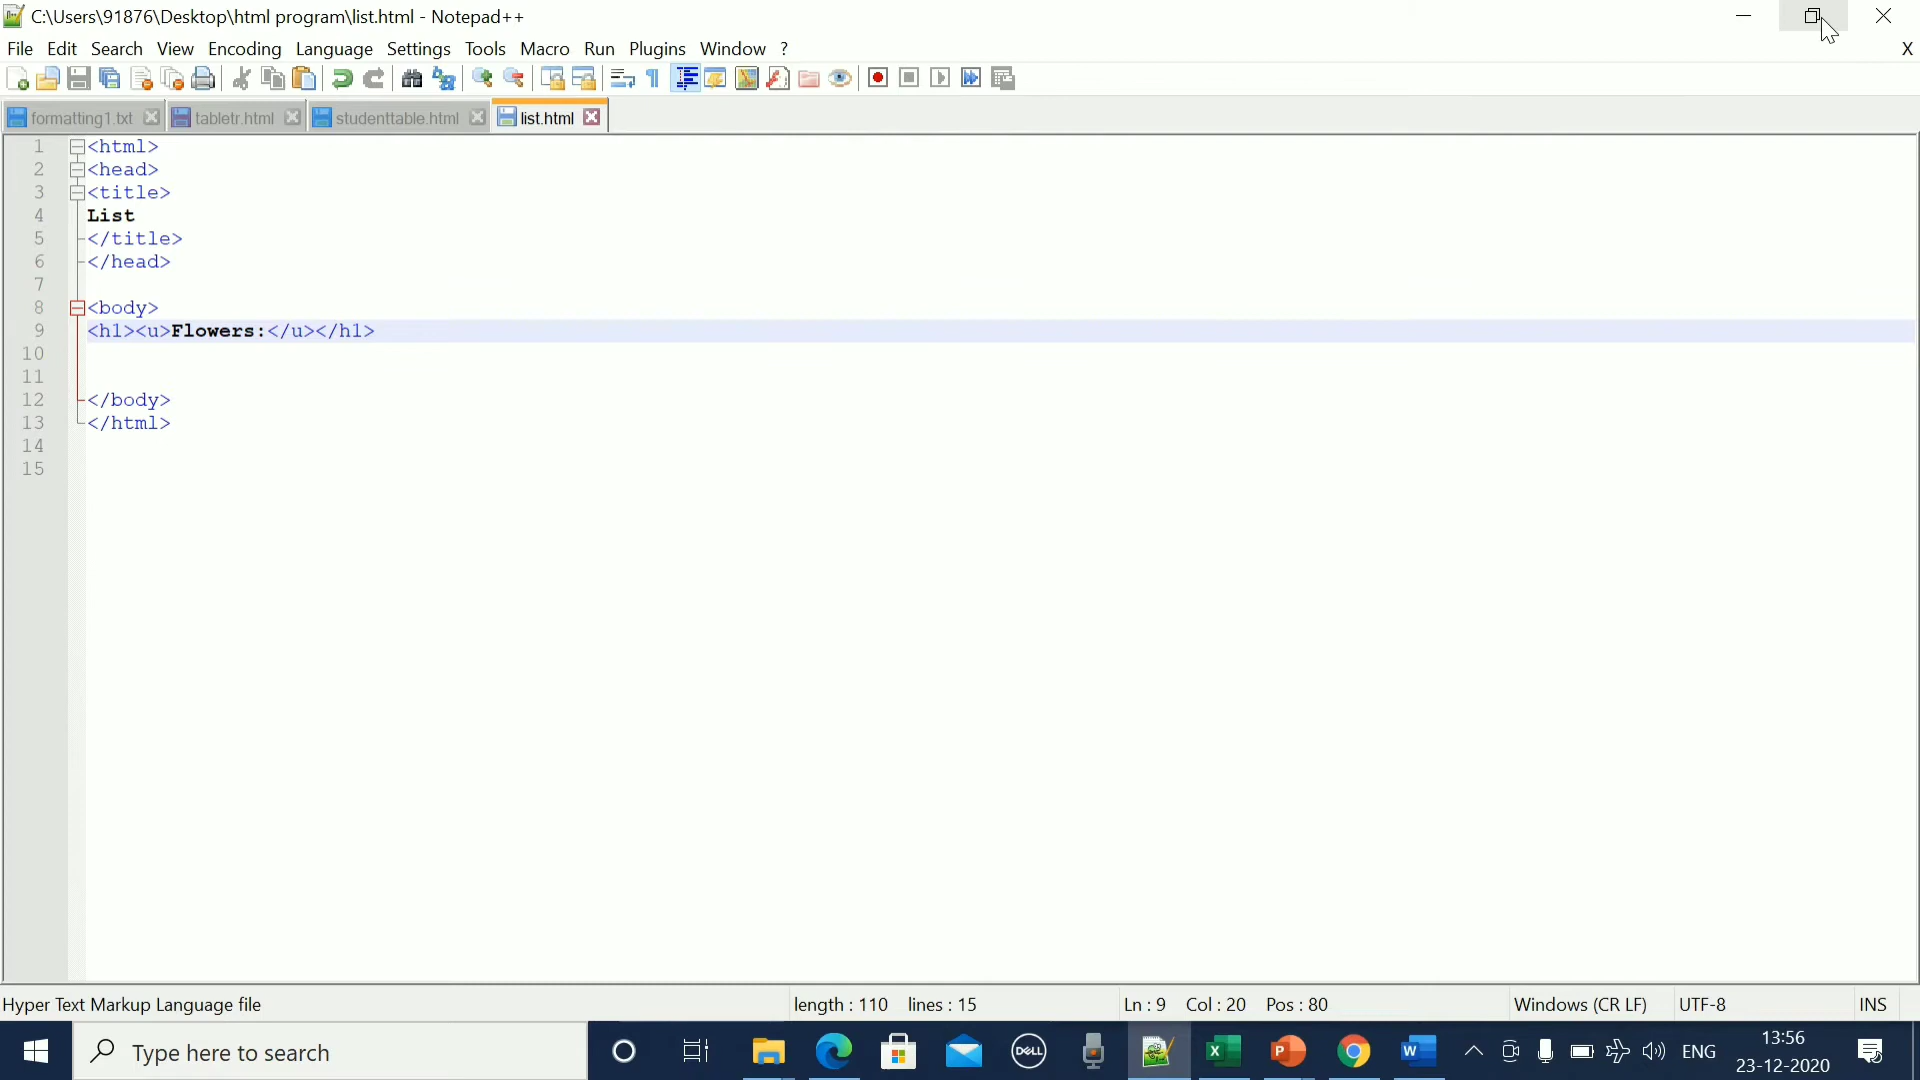 C:\Users\91876\Desktop\html program\list.html - Notepad++
File Edit Search View Encoding Language Settings Tools Macro Run Plugins Window ?
X
formatting1.txt tabletr.html studenttable.html list.html
1 <html>
2 <head>
3 <title>
4 List
5 </title>
6 </head>
7
8 <body>
9 <h1><u>Flowers:</u></h1>
10
11
12 </body>
13 </html>
14
15
Hyper Text Markup Language file length : 110 lines : 15 Ln : 9 Col : 20 Pos : 80 Windows (CR LF) UTF-8 INS
Type here to search DELL X P W ENG 13:56
23-12-2020